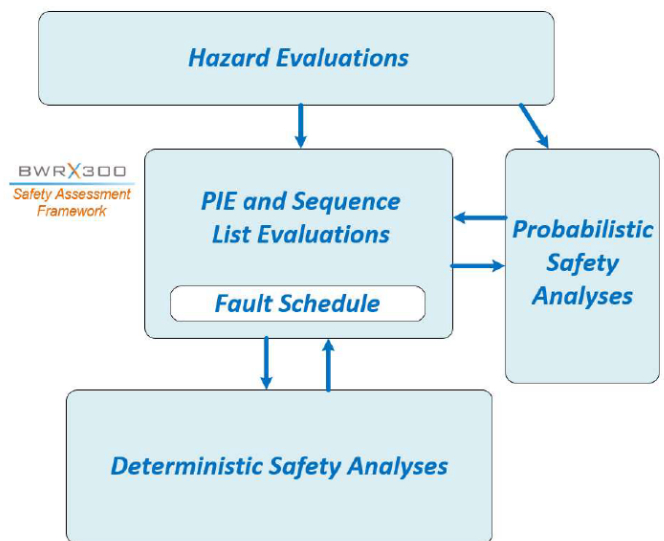 Hazard Evaluations
BWRX300
Safety Assessment
Framework
PIE and Sequence
List Evaluations
Fault Schedule
Probabilistic
Safety
Analyses
Deterministic Safety Analyses